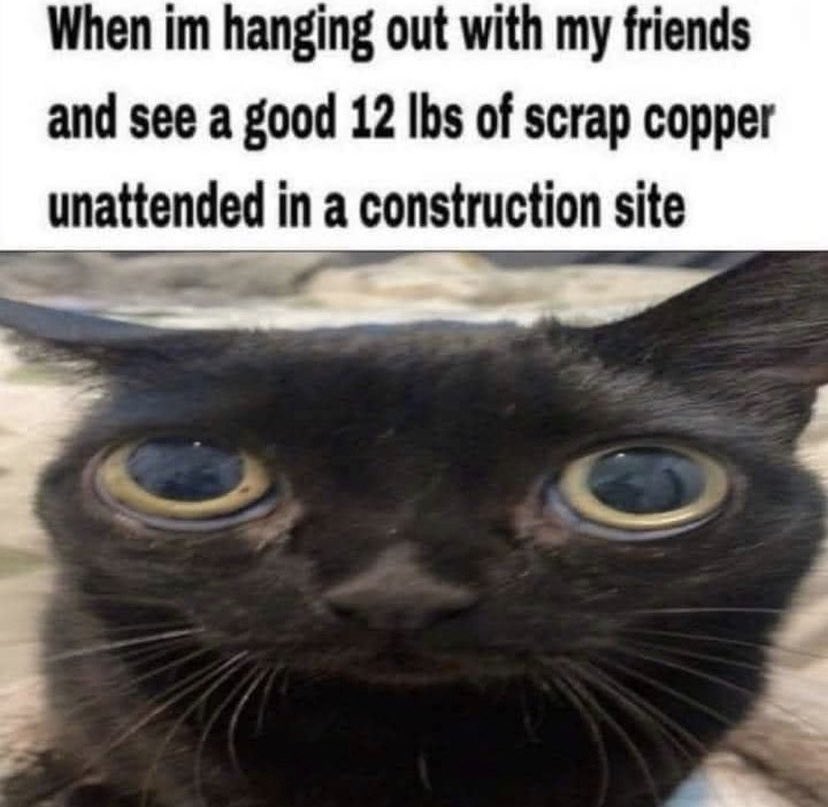 When im hanging out with my friends
and see a good 12 lbs of scrap copper
unattended in a construction site